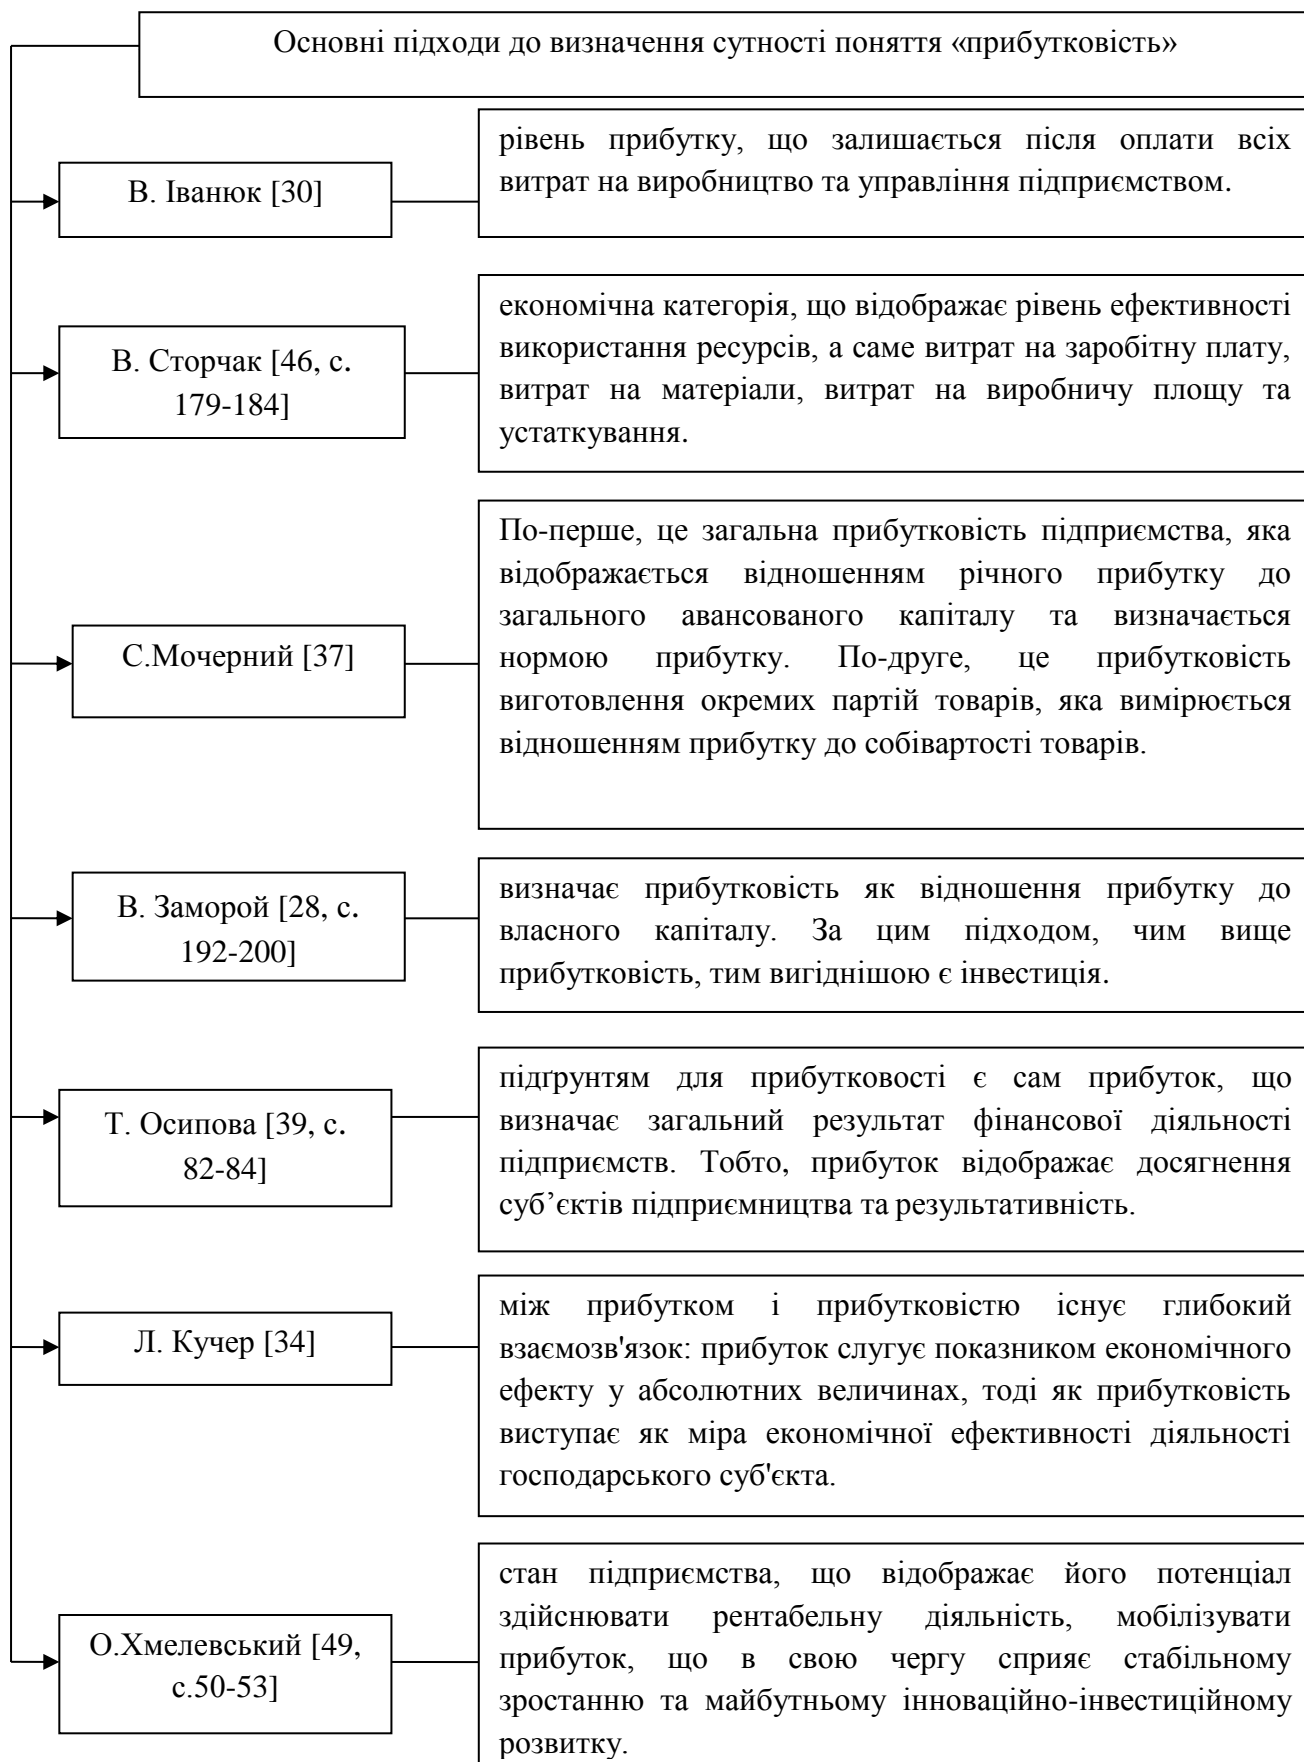 Основні підходи до визначення сутності поняття «прибутковість»
В. Іванюк [30]
рівень прибутку, що залишається після оплати всіх
витрат на виробництво та управління підприємством.
В. Сторчак [46, с.
179-184]
економічна категорія, що відображає рівень ефективності
використання ресурсів, а саме витрат на заробітну плату,
витрат на матеріали, витрат на виробничу площу та
устаткування.
С.Мочерний [37]
По-перше, це загальна прибутковість підприємства, яка
відображається відношенням річного прибутку до
загального авансованого капіталу та визначається
нормою прибутку. По-друге, це прибутковість
виготовлення окремих партій товарів, яка вимірюється
відношенням прибутку до собівартості товарів.
В. Заморой [28, с.
192-200]
визначає прибутковість як відношення прибутку до
власного капіталу. За цим підходом, чим вище
прибутковість, тим вигіднішою є інвестиція.
Т. Осипова [39, с.
82-84]
підґрунтям для прибутковості є сам прибуток, що
визначає загальний результат фінансової діяльності
підприємств. Тобто, прибуток відображає досягнення
суб’єктів підприємництва та результативність.
Л. Кучер [34]
між прибутком і прибутковістю існує глибокий
взаємозв'язок: прибуток слугує показником економічного
ефекту у абсолютних величинах, тоді як прибутковість
виступає як міра економічної ефективності діяльності
господарського суб'єкта.
О.Хмелевський [49,
с.50-53]
стан підприємства, що відображає його потенціал
здійснювати рентабельну діяльність, мобілізувати
прибуток, що в свою чергу сприяє стабільному
зростанню та майбутньому інноваційно-інвестиційному
розвитку.